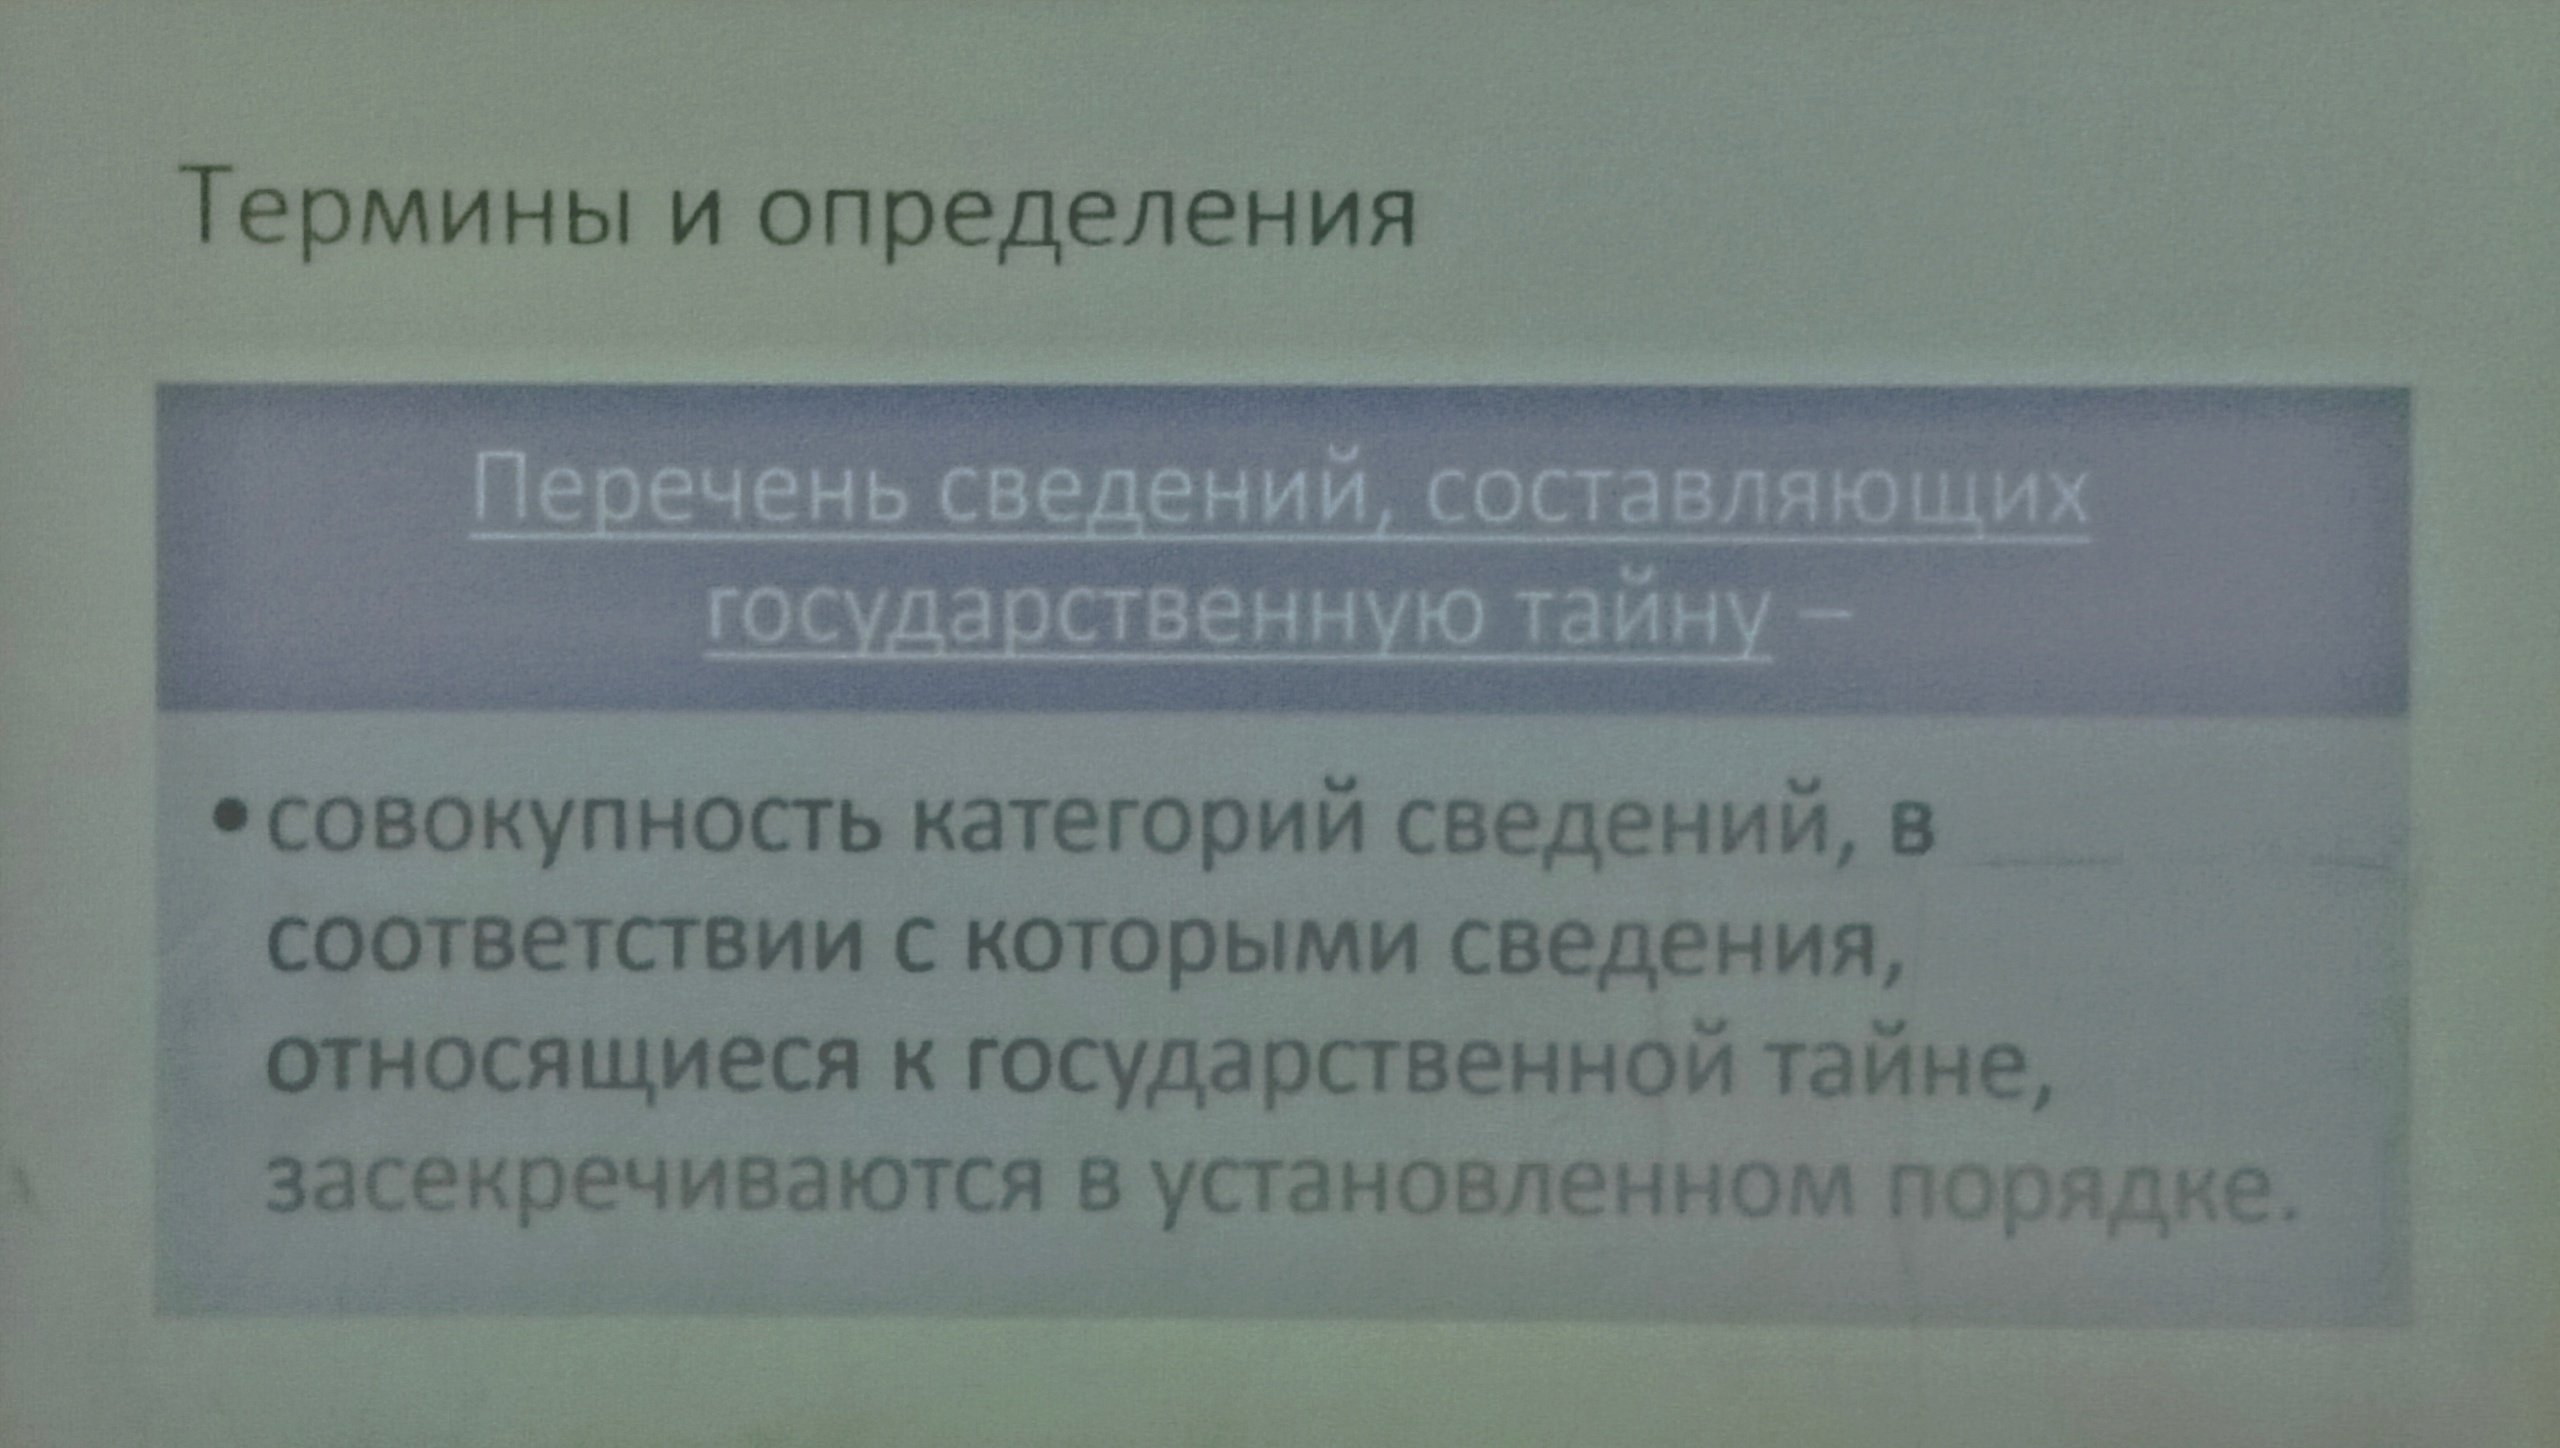 Термины и определения
Перечень сведений, составляющих
государственную тайну –
•совокупность категорий сведений, в
соответствии с которыми сведения,
относящиеся к государственной тайне,
засекречиваются в установленном порядке.